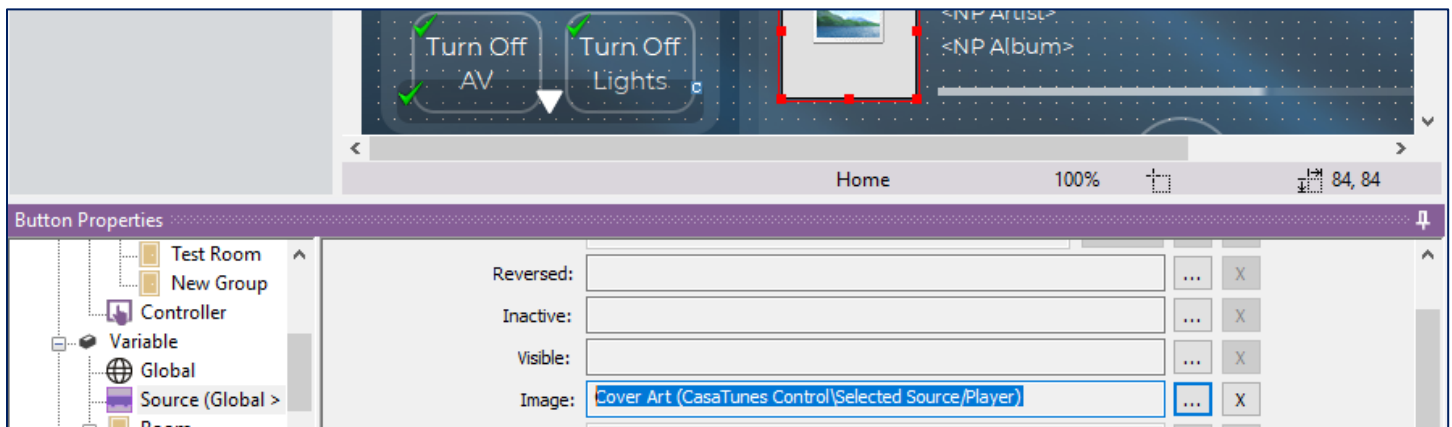 <NP Artist>
Turn Off Turn Off <NP Album>
AV Lights c
Home 100% 84, 84
Button Properties
Test Room
Reversed: ... X
New Group
Controller
Inactive: ... X
Variable
Visible: ... X
Global
Source (Global >
Image: Cover Art (CasaTunes Control\Selected Source/Player) ... X
Room